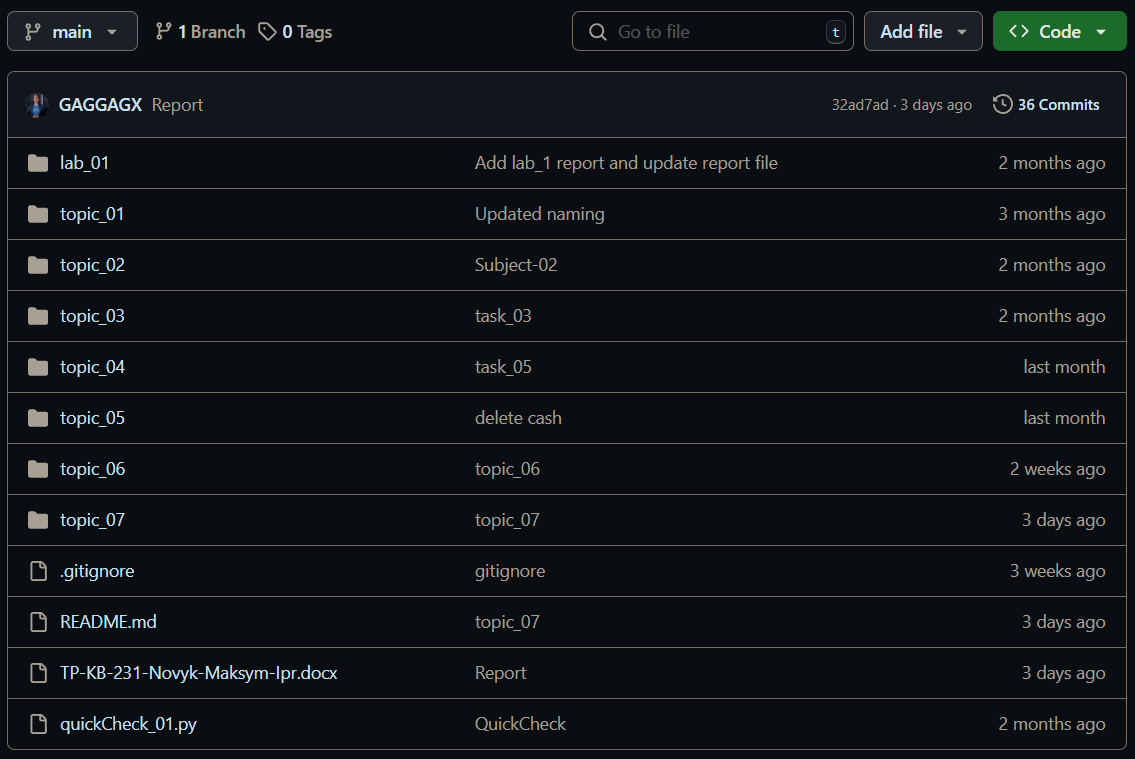 main 1 Branch 0 Tags Go to file t Add file Code
GAGGAGX Report 32ad7ad · 3 days ago 36 Commits
lab_01 Add lab_1 report and update report file 2 months ago
topic_01 Updated naming 3 months ago
topic_02 Subject-02 2 months ago
topic_03 task_03 2 months ago
topic_04 task_05 last month
topic_05 delete cash last month
topic_06 topic_06 2 weeks ago
topic_07 topic_07 3 days ago
.gitignore gitignore 3 weeks ago
README.md topic_07 3 days ago
TP-KB-231-Novyk-Maksym-lpr.docx Report 3 days ago
quickCheck_01.py QuickCheck 2 months ago